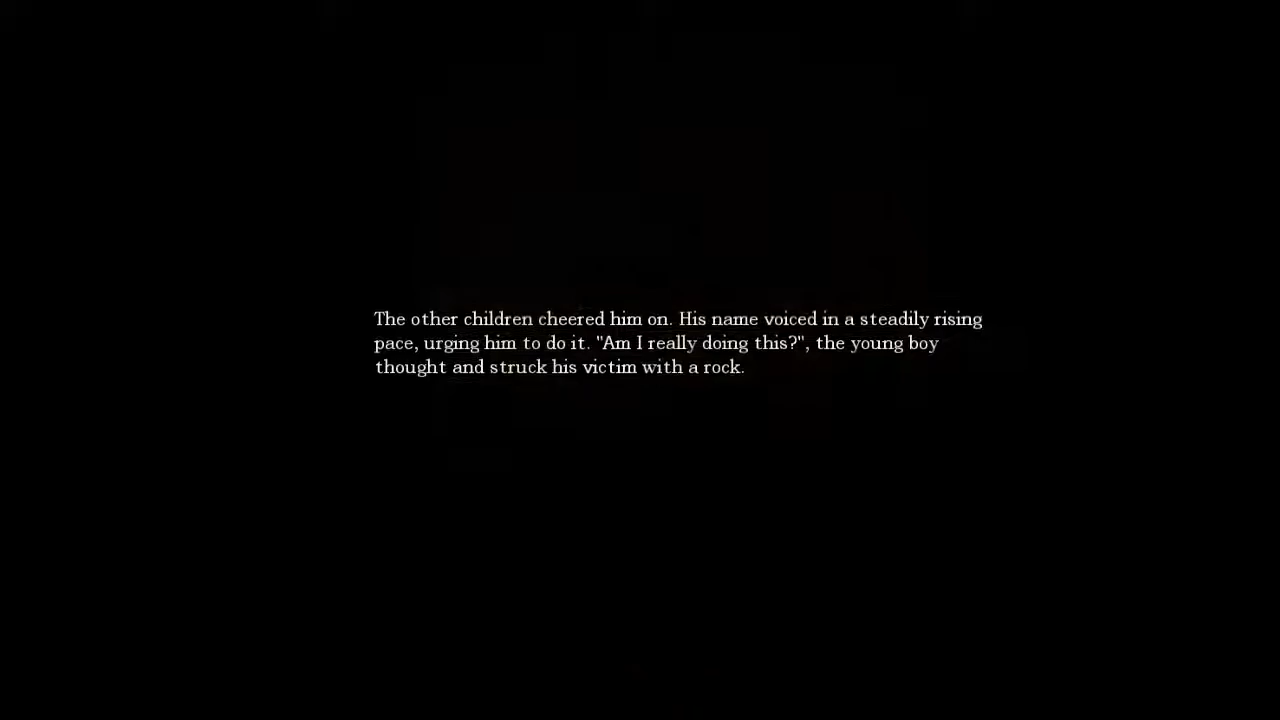 The other children cheered him on. His name voiced in a steadily rising
pace, urging him to do it. "Am I really doing this?", the young boy
thought and struck his victim with a rock.